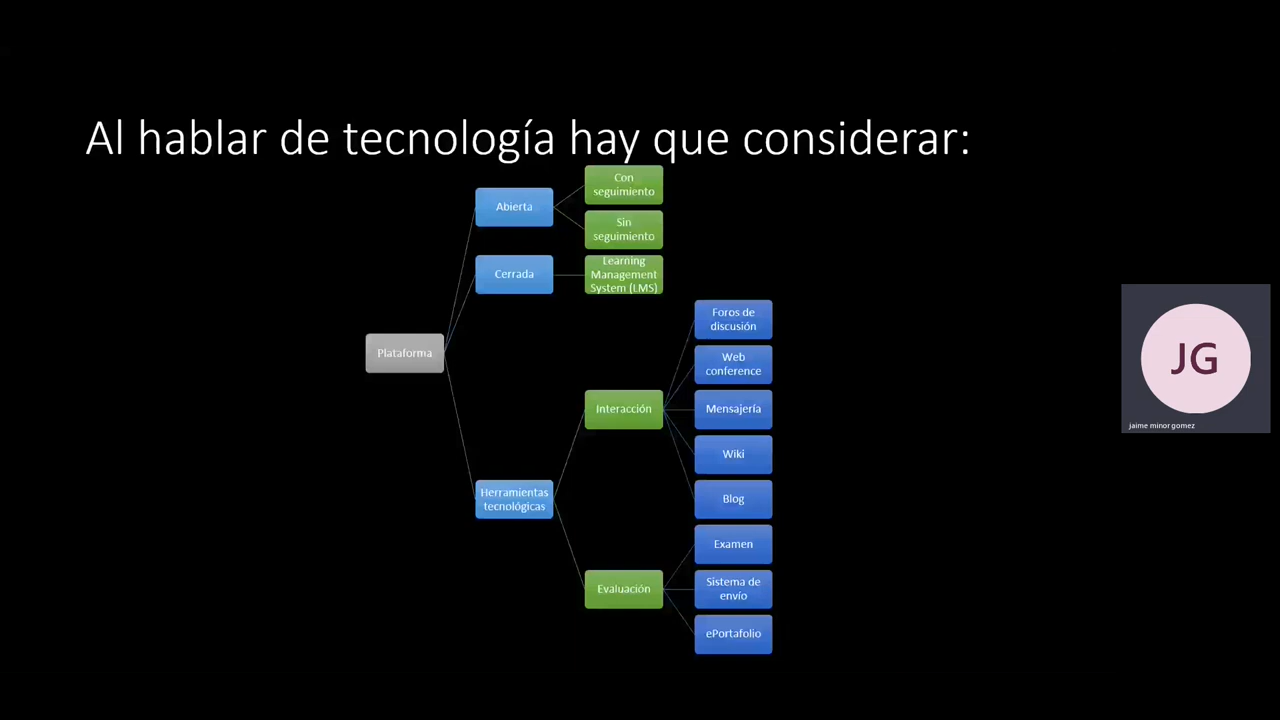 Al hablar de tecnología hay que considerar:
Con
seguimiento
Abierta
Sin
seguimiento
Cerrada
Learning
Management
System (LMS)
Plataforma
Foros de
discusión
Web
conference
Interacción
Mensajería
Wiki
Herramientas
tecnológicas
Blog
Examen
Evaluación
Sistema de
envío
ePortafolio
JG
jaime minor gomez